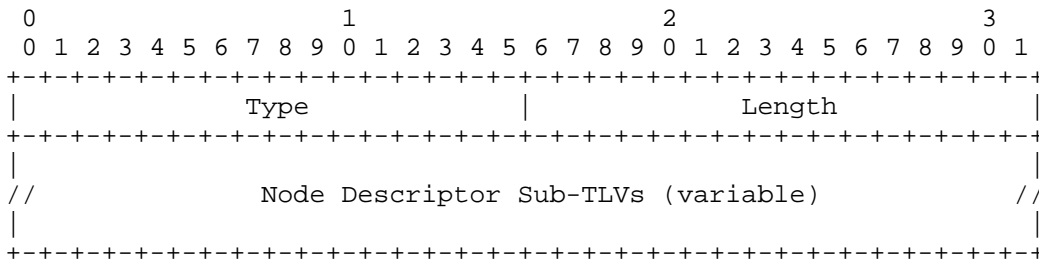 0                   1                   2                   3
 0 1 2 3 4 5 6 7 8 9 0 1 2 3 4 5 6 7 8 9 0 1 2 3 4 5 6 7 8 9 0 1
+-+-+-+-+-+-+-+-+-+-+-+-+-+-+-+-+-+-+-+-+-+-+-+-+-+-+-+-+-+-+-+-+
|              Type             |             Length            |
+-+-+-+-+-+-+-+-+-+-+-+-+-+-+-+-+-+-+-+-+-+-+-+-+-+-+-+-+-+-+-+-+
|                                                               |
//              Node Descriptor Sub-TLVs (variable)            //
|                                                               |
+-+-+-+-+-+-+-+-+-+-+-+-+-+-+-+-+-+-+-+-+-+-+-+-+-+-+-+-+-+-+-+-+